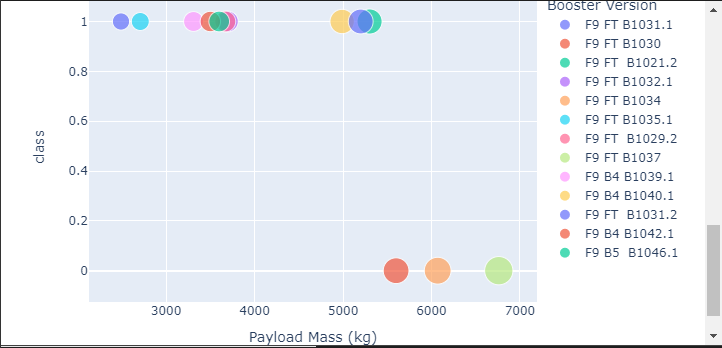 Booster Version
1
0.8
0.6
0.4
0.2
0
class
3000
4000
5000
6000
7000
Payload Mass (kg)
F9 FT B1031.1
F9 FT B1030
F9 FT  B1021.2
F9 FT B1032.1
F9 FT B1034
F9 FT B1035.1
F9 FT  B1029.2
F9 FT B1037
F9 B4 B1039.1
F9 B4 B1040.1
F9 FT  B1031.2
F9 B4 B1042.1
F9 B5  B1046.1